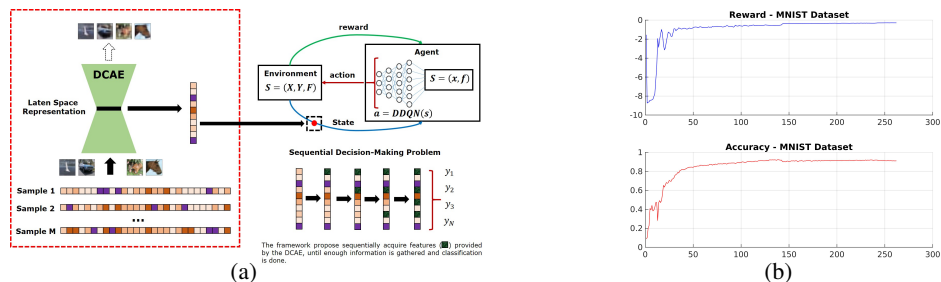 DCAE
Laten Space
Representation
Sample 1
Sample 2
...
Sample M
reward
Environment
S = (X, Y, F)
action
Agent
S = (x, f)
a = DDQN(s)
State
Sequential Decision-Making Problem
y1
y2
y3
yN
The framework propose sequentially acquire features ( ) provided
by the DCAE, until enough information is gathered and classification
is done.
(a)
Reward - MNIST Dataset
0
-2
-4
-6
-8
-10
0 50 100 150 200 250 300
Accuracy - MNIST Dataset
1
0.8
0.6
0.4
0.2
0
0 50 100 150 200 250 300
(b)